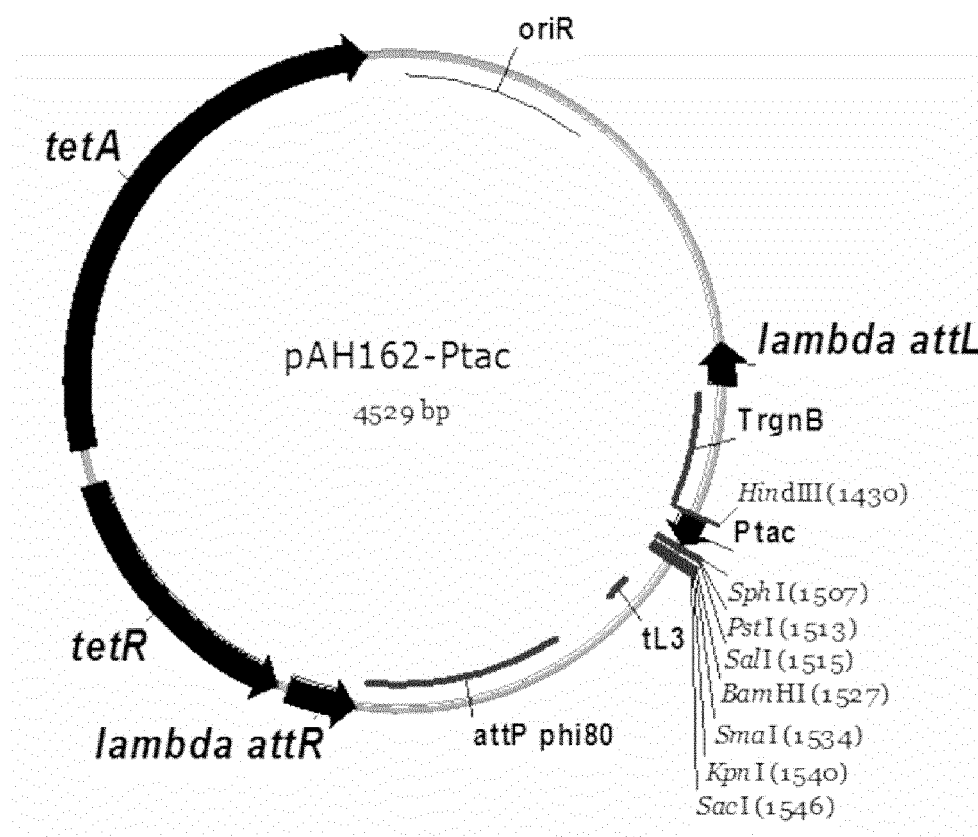 oriR
tetA
lambda attL
pAH162-Ptac
4529 bp
TrgnB
HindIII(1430)
Ptac
SphI(1507)
PstI(1513)
tL3
SalI(1515)
tetR
BamHI(1527)
attP phi80
SmaI(1534)
lambda attR
KpnI(1540)
SacI(1546)